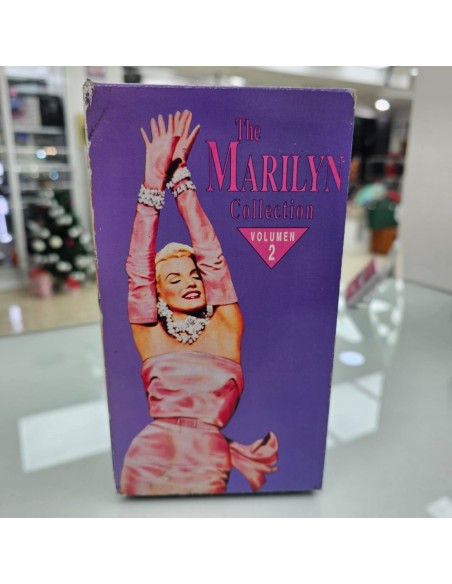 The
MARILYN
Collection
VOLUMEN
2